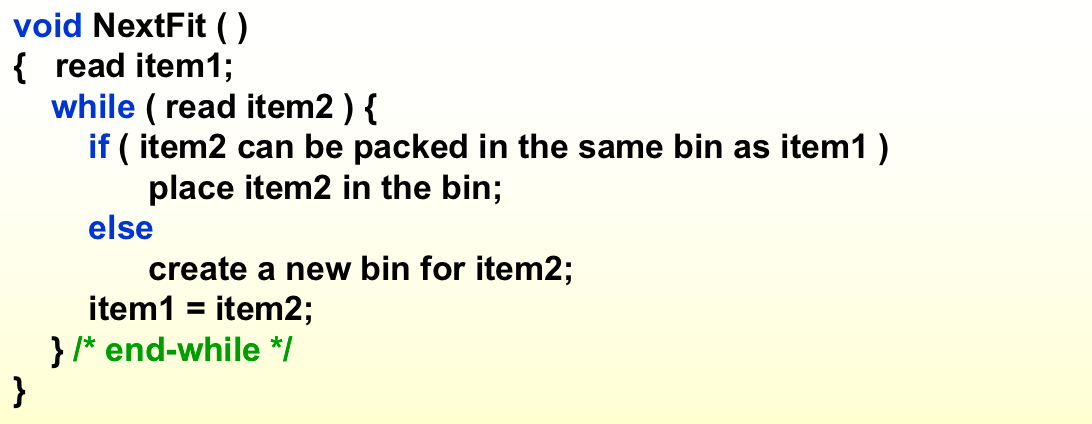 void NextFit ( )
{ read item1;
while ( read item2 ) {
if ( item2 can be packed in the same bin as item1 )
place item2 in the bin;
else
create a new bin for item2;
item1 = item2;
} /* end-while */
}